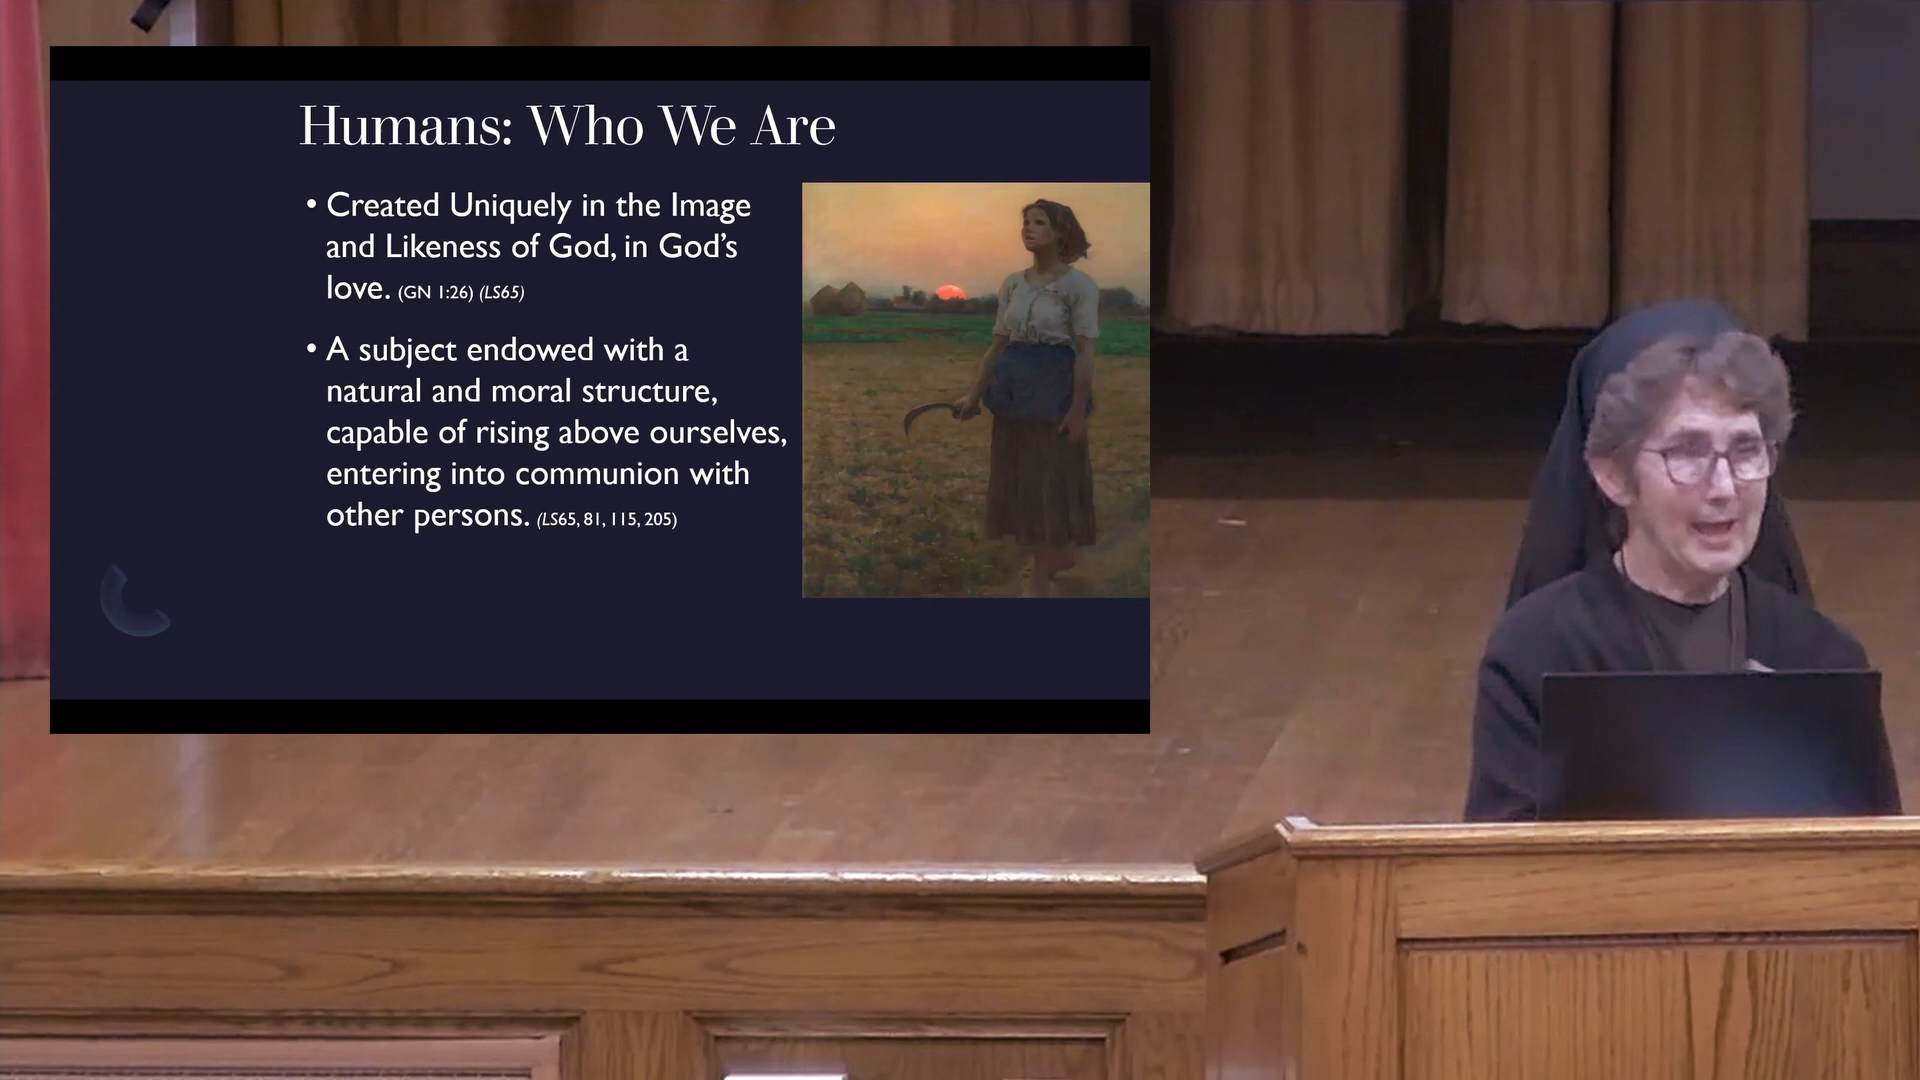 Humans: Who We Are
• Created Uniquely in the Image
and Likeness of God, in God’s
love. (GN 1:26) (LS65)
• A subject endowed with a
natural and moral structure,
capable of rising above ourselves,
entering into communion with
other persons. (LS65, 81, 115, 205)